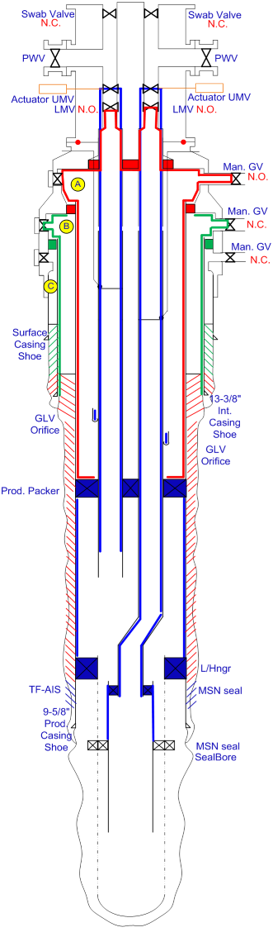 Swab Valve
N.C.
Swab Valve
N.C.
PWV
PWV
Actuator UMV
Actuator UMV
LMV N.O.
LMV N.O.
Man. GV
N.O.
A
Man. GV
N.C.
B
Man. GV
N.C.
C
Surface
Casing
Shoe
13-3/8"
Int.
Casing
Shoe
GLV
Orifice
GLV
Orifice
Prod. Packer
L/Hngr
TF-AIS
MSN seal
9-5/8"
Prod.
Casing
Shoe
MSN seal
SealBore